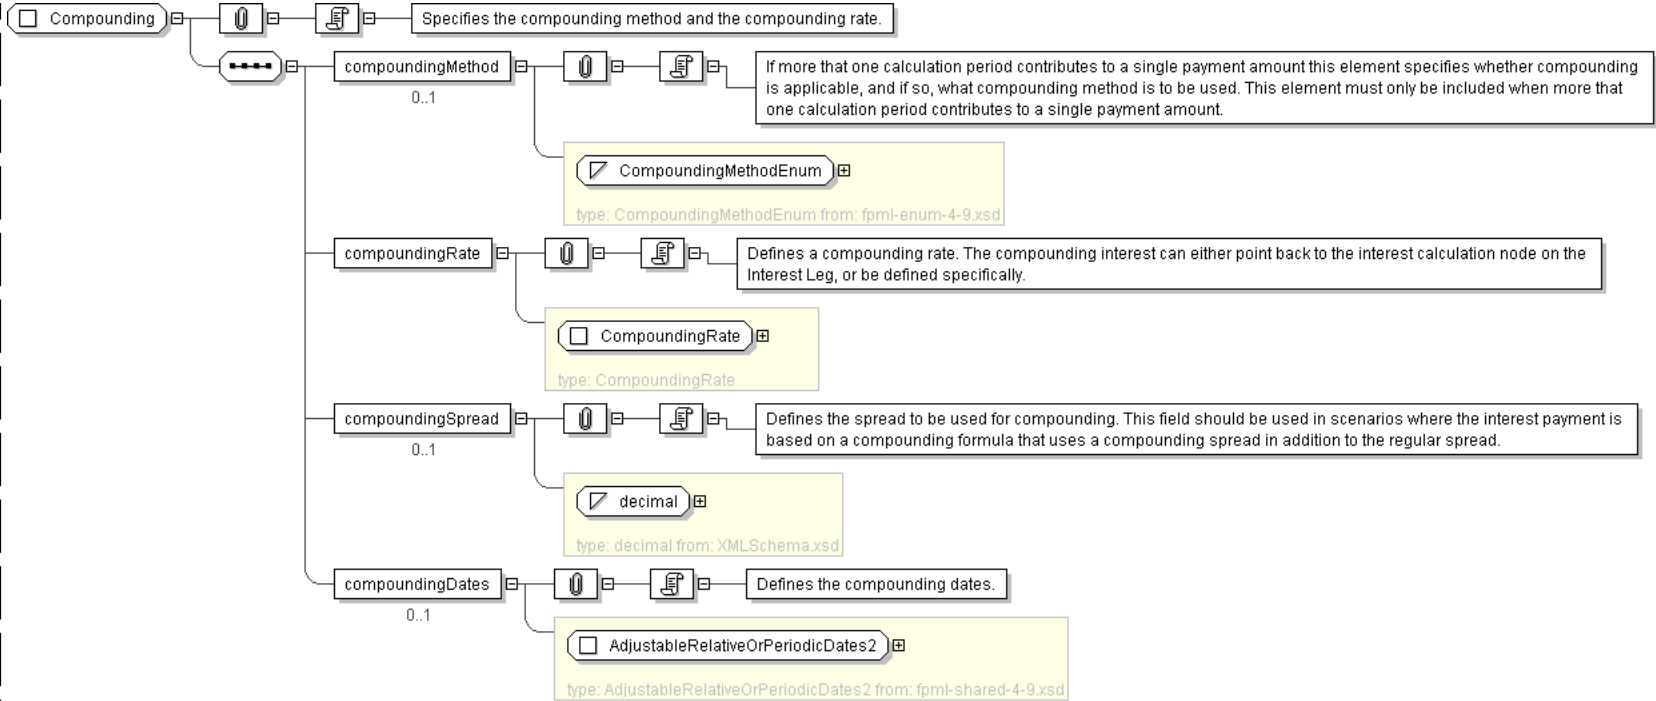 Compounding
Specifies the compounding method and the compounding rate.
compoundingMethod
0..1
If more that one calculation period contributes to a single payment amount this element specifies whether compounding
is applicable, and if so, what compounding method is to be used. This element must only be included when more that
one calculation period contributes to a single payment amount.
CompoundingMethodEnum
type: CompoundingMethodEnum from: fpml-enum-4-9.xsd
compoundingRate
Defines a compounding rate. The compounding interest can either point back to the interest calculation node on the
Interest Leg, or be defined specifically.
CompoundingRate
type: CompoundingRate
compoundingSpread
0..1
Defines the spread to be used for compounding. This field should be used in scenarios where the interest payment is
based on a compounding formula that uses a compounding spread in addition to the regular spread.
decimal
type: decimal from: XMLSchema.xsd
compoundingDates
0..1
Defines the compounding dates.
AdjustableRelativeOrPeriodicDates2
type: AdjustableRelativeOrPeriodicDates2 from: fpml-shared-4-9.xsd